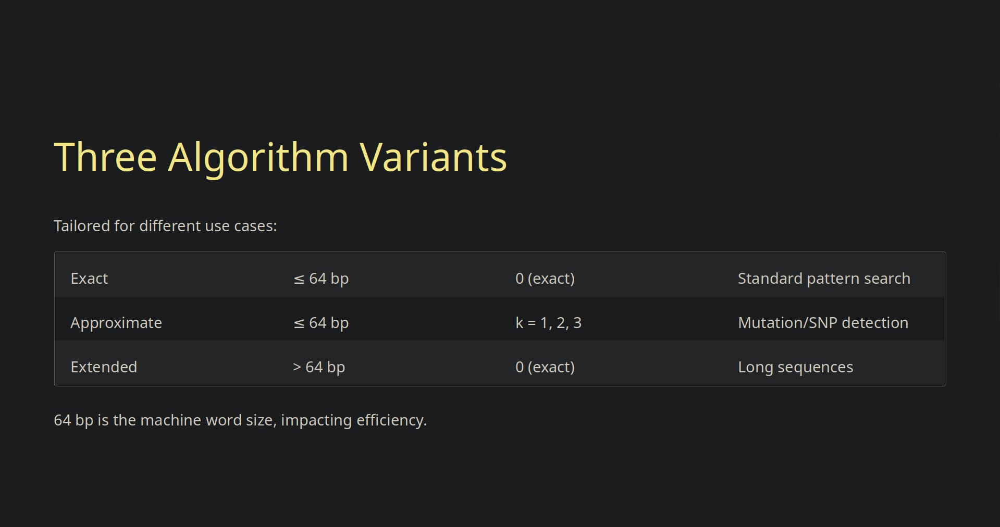 Three Algorithm Variants
Tailored for different use cases:
Exact ≤ 64 bp 0 (exact) Standard pattern search
Approximate ≤ 64 bp k = 1, 2, 3 Mutation/SNP detection
Extended > 64 bp 0 (exact) Long sequences
64 bp is the machine word size, impacting efficiency.